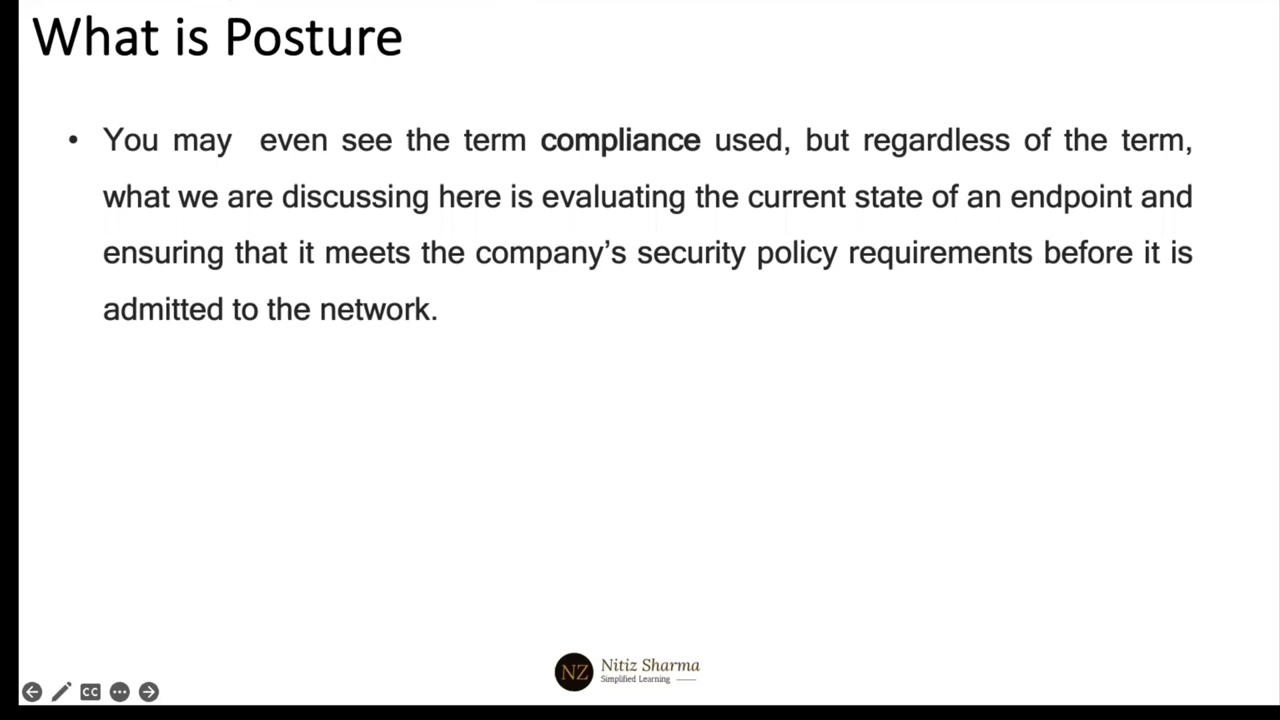 What is Posture
• You may even see the term compliance used, but regardless of the term,
what we are discussing here is evaluating the current state of an endpoint and
ensuring that it meets the company’s security policy requirements before it is
admitted to the network.
NZ
Nitiz Sharma
Simplified Learning
CC